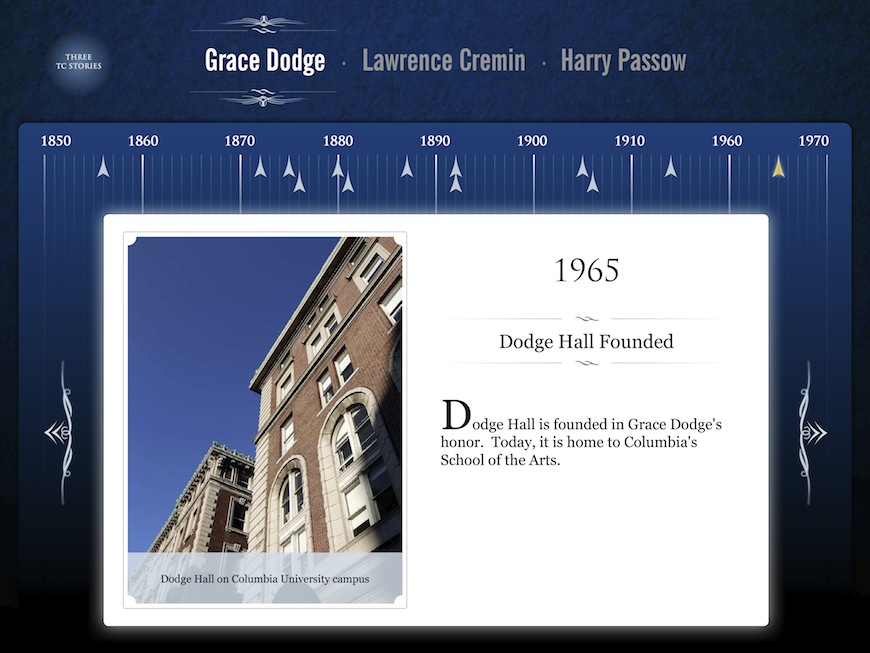 THREE
TC STORIES
Grace Dodge · Lawrence Cremin · Harry Passow
1850 1860 1870 1880 1890 1900 1910 1960 1970
1965
Dodge Hall Founded
Dodge Hall is founded in Grace Dodge's
honor. Today, it is home to Columbia's
School of the Arts.
Dodge Hall on Columbia University campus